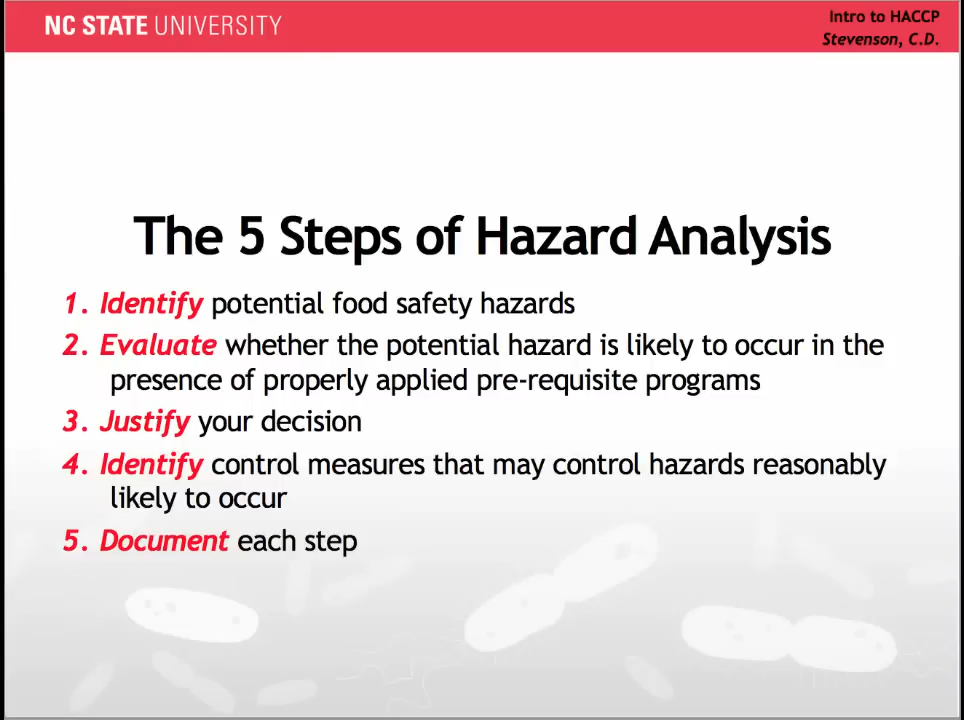 NC STATE UNIVERSITY
Intro to HACCP
Stevenson, C.D.
The 5 Steps of Hazard Analysis
1. Identify potential food safety hazards
2. Evaluate whether the potential hazard is likely to occur in the
presence of properly applied pre-requisite programs
3. Justify your decision
4. Identify control measures that may control hazards reasonably
likely to occur
5. Document each step